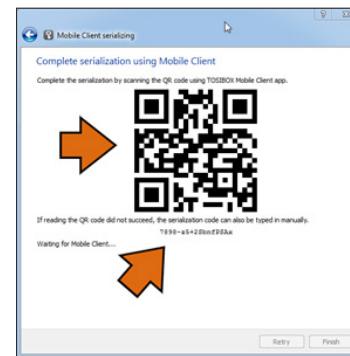 Mobile Client serializing
Complete serialization using Mobile Client
Complete the serialization by scanning the QR code using TOSIBOX Mobile Client app.
If reading the QR code did not succeed, the serialization code can also be typed in manually.
Waiting for Mobile Client...
Retry Finish